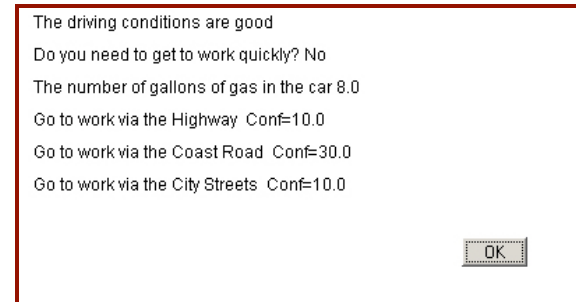 The driving conditions are good
Do you need to get to work quickly? No
The number of gallons of gas in the car 8.0
Go to work via the Highway Conf=10.0
Go to work via the Coast Road Conf=30.0
Go to work via the City Streets Conf=10.0
OK